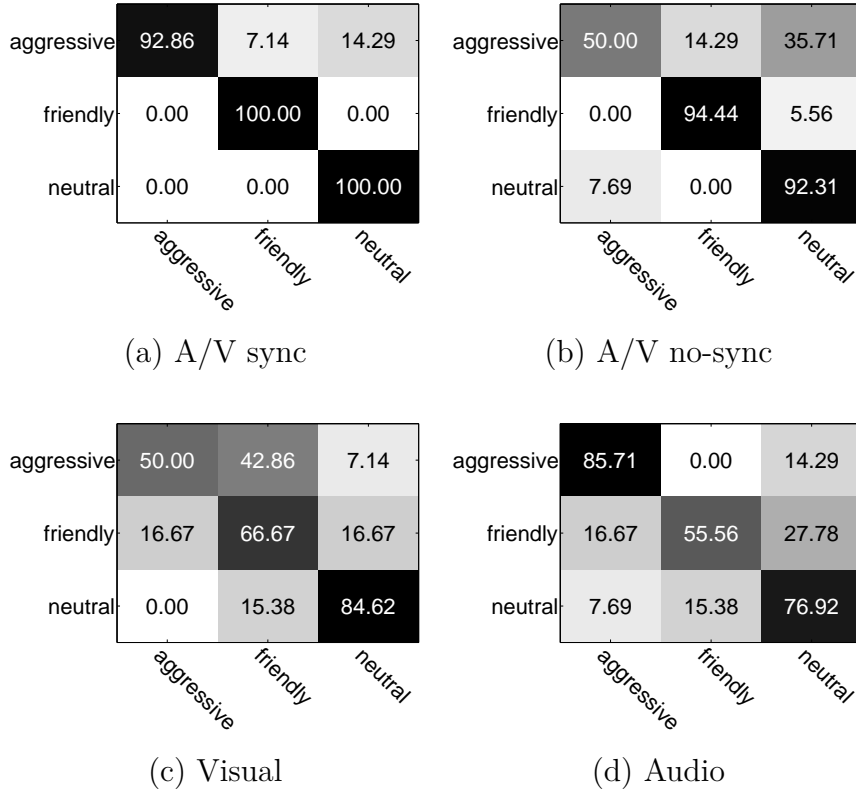 aggressive 92.86 7.14 14.29
friendly 0.00 100.00 0.00
neutral 0.00 0.00 100.00
aggressive friendly neutral
(a) A/V sync
aggressive 50.00 14.29 35.71
friendly 0.00 94.44 5.56
neutral 7.69 0.00 92.31
aggressive friendly neutral
(b) A/V no-sync
aggressive 50.00 42.86 7.14
friendly 16.67 66.67 16.67
neutral 0.00 15.38 84.62
aggressive friendly neutral
(c) Visual
aggressive 85.71 0.00 14.29
friendly 16.67 55.56 27.78
neutral 7.69 15.38 76.92
aggressive friendly neutral
(d) Audio